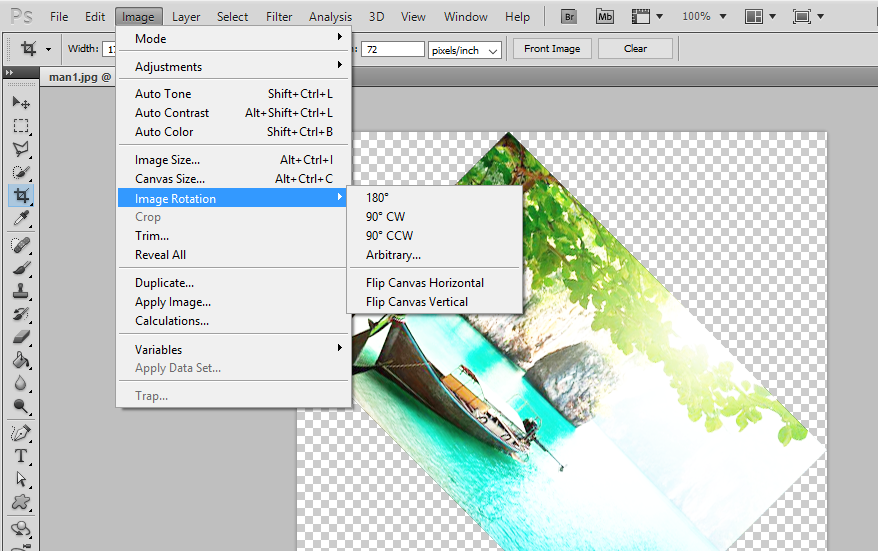 Ps File Edit Image Layer Select Filter Analysis 3D View Window Help Br Mb 100%
Width: 72 pixels/inch Front Image Clear
man1.jpg @
Mode
Adjustments
Auto Tone Shift+Ctrl+L
Auto Contrast Alt+Shift+Ctrl+L
Auto Color Shift+Ctrl+B
Image Size... Alt+Ctrl+I
Canvas Size... Alt+Ctrl+C
Image Rotation
Crop
Trim...
Reveal All
Duplicate...
Apply Image...
Calculations...
Variables
Apply Data Set...
Trap...
180°
90° CW
90° CCW
Arbitrary...
Flip Canvas Horizontal
Flip Canvas Vertical
T